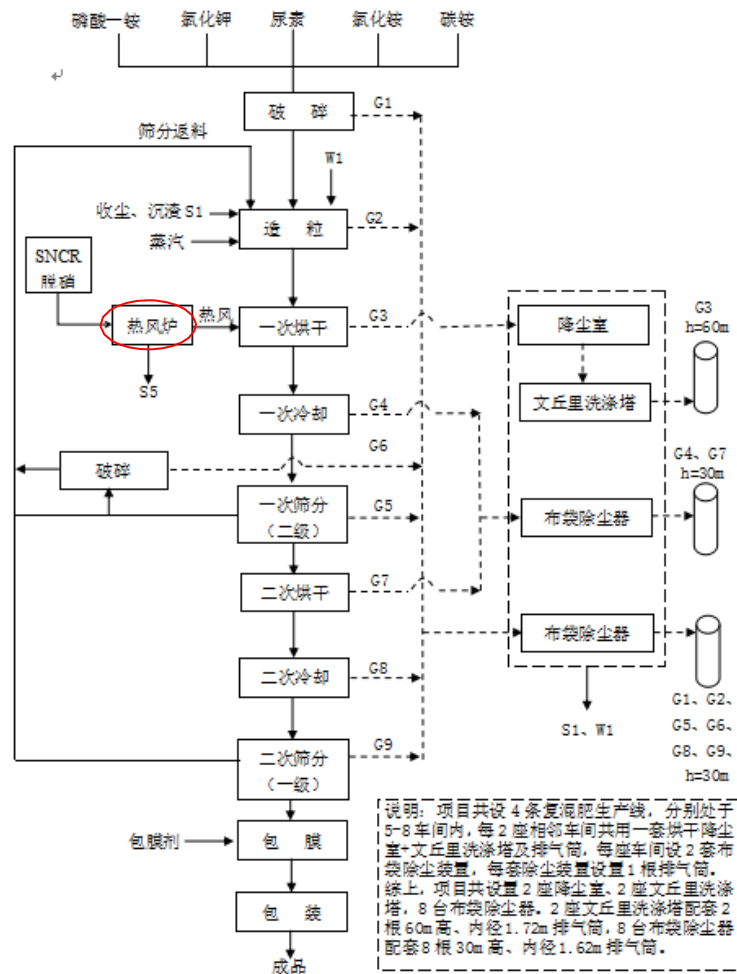 磷酸一铵 氯化钾 尿素 氯化铵 碳铵
破 碎 G1
筛分返料
W1
收尘、沉渣 S1
造 粒 G2
蒸汽
SNCR
脱硝
热风炉 热风 一次烘干 G3 降尘室 G3
h=60m
S5
文丘里洗涤塔
一次冷却 G4
G6
破碎
G4、G7
h=30m
一次筛分
(二级)
G5
布袋除尘器
二次烘干 G7
布袋除尘器
二次冷却 G8
S1、W1
G1、G2、
G5、G6、
G8、G9、
h=30m
二次筛分
(一级)
G9
包膜剂 包 膜
包 装
成品
说明: 项目共设 4 条复混肥生产线, 分别处于
5-8 车间内, 每 2 座相邻车间共用一套烘干降尘
室+文丘里洗涤塔及排气筒, 每座车间设 2 套布
袋除尘装置, 每套除尘装置设置 1 根排气筒。
综上, 项目共设置 2 座降尘室、2 座文丘里洗涤
塔, 8 台布袋除尘器。2 座文丘里洗涤塔配套 2
根 60m 高、内径 1.72m 排气筒, 8 台布袋除尘器
配套 8 根 30m 高、内径 1.62m 排气筒。